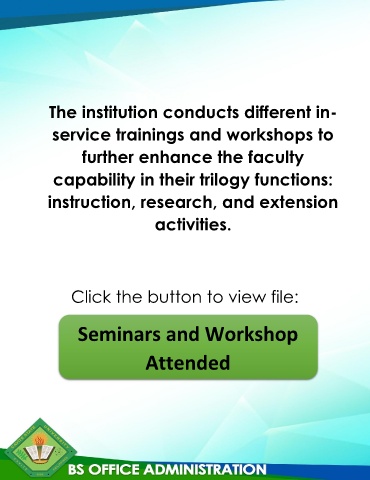 The institution conducts different in-
service trainings and workshops to
further enhance the faculty
capability in their trilogy functions:
instruction, research, and extension
activities.
Click the button to view file:
Seminars and Workshop
Attended
BS OFFICE ADMINISTRATION